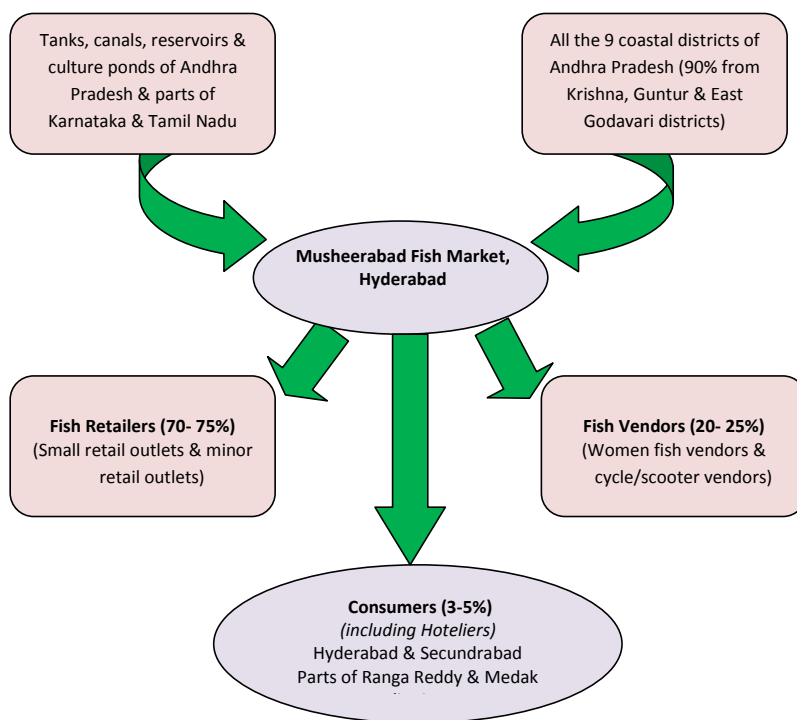 Tanks, canals, reservoirs &
culture ponds of Andhra
Pradesh & parts of
Karnataka & Tamil Nadu
All the 9 coastal districts of
Andhra Pradesh (90% from
Krishna, Guntur & East
Godavari districts)
Musheerabad Fish Market,
Hyderabad
Fish Retailers (70- 75%)
(Small retail outlets & minor
retail outlets)
Fish Vendors (20- 25%)
(Women fish vendors &
cycle/scooter vendors)
Consumers (3-5%)
(including Hoteliers)
Hyderabad & Secundrabad
Parts of Ranga Reddy & Medak